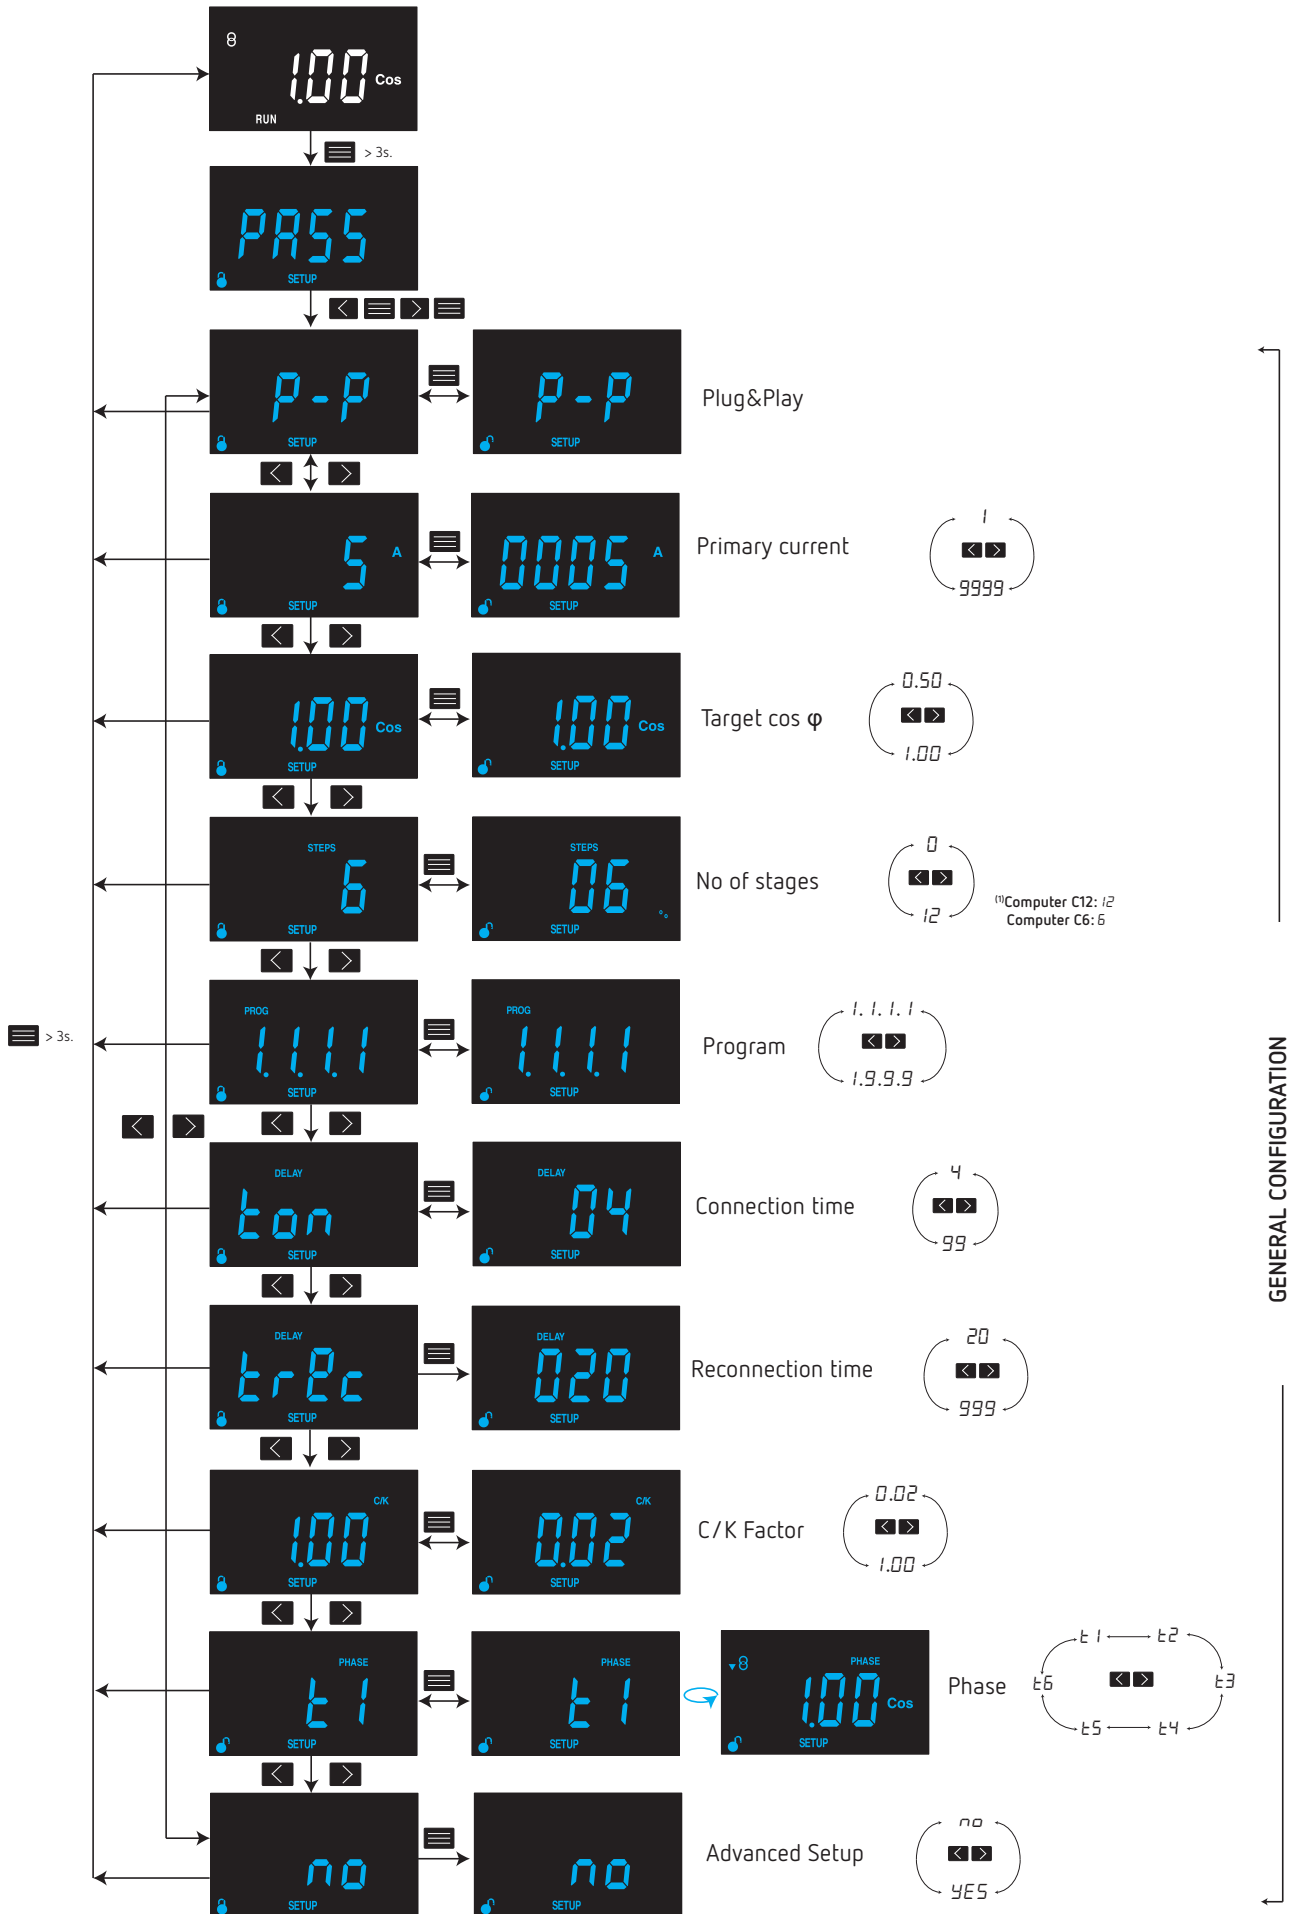 1.00 Cos
RUN
> 3s.
PASS
SETUP
P-P
SETUP
P-P
SETUP
Plug&Play
5 A
SETUP
0005 A
SETUP
Primary current
1
9999
1.00 Cos
SETUP
1.00 Cos
SETUP
Target cos φ
0.50
1.00
STEPS
6
SETUP
STEPS
06
SETUP
No of stages
0
12
(1)Computer C12: 12
Computer C6: 6
PROG
1.1.1.1
SETUP
PROG
1.1.1.1
SETUP
Program
1.1.1.1
1.9.9.9
> 3s.
GENERAL CONFIGURATION
DELAY
ton
SETUP
DELAY
04
SETUP
Connection time
4
99
DELAY
trEc
SETUP
DELAY
020
SETUP
Reconnection time
20
999
C/K
1.00
SETUP
C/K
0.02
SETUP
C/K Factor
0.02
1.00
PHASE
t1
SETUP
PHASE
t1
SETUP
PHASE
1.00 Cos
SETUP
Phase
t1 t2
t6 t3
t5 t4
no
SETUP
no
SETUP
Advanced Setup
no
YES